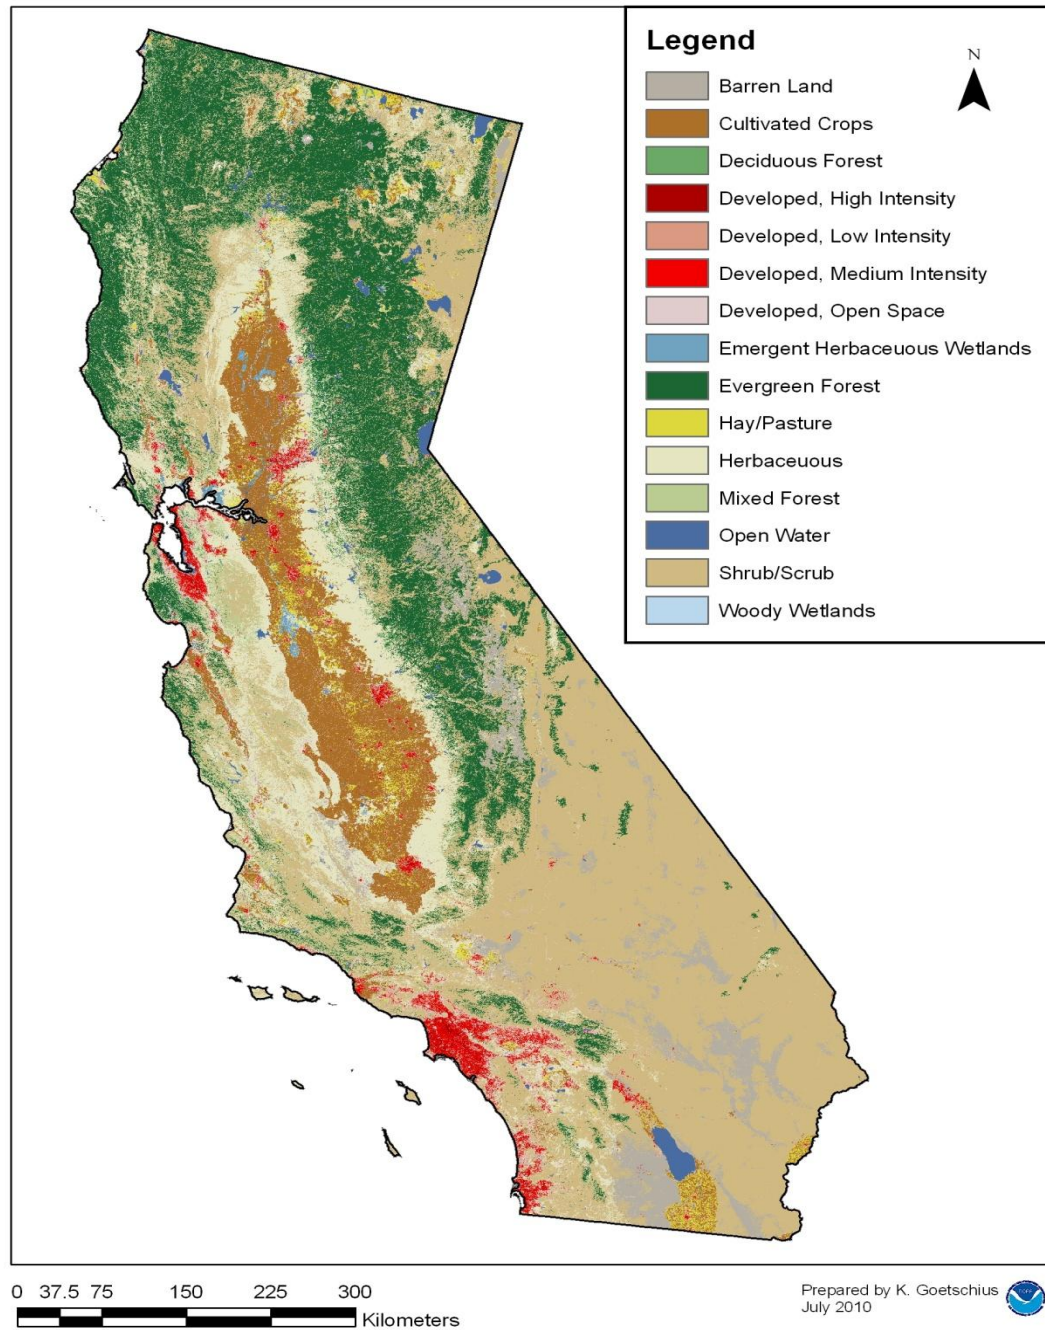 Legend
N
Barren Land
Cultivated Crops
Deciduous Forest
Developed, High Intensity
Developed, Low Intensity
Developed, Medium Intensity
Developed, Open Space
Emergent Herbaceuous Wetlands
Evergreen Forest
Hay/Pasture
Herbaceuous
Mixed Forest
Open Water
Shrub/Scrub
Woody Wetlands
0 37.5 75 150 225 300
Kilometers
Prepared by K. Goetschius
July 2010